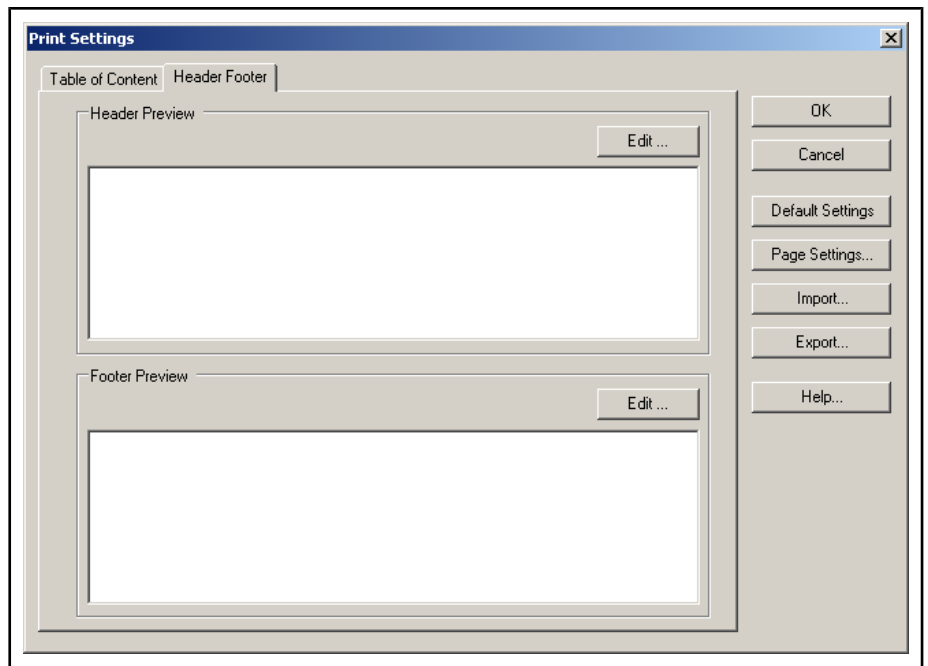 Print Settings
Table of Content
Header Footer
Header Preview
Edit ...
Footer Preview
Edit ...
OK
Cancel
Default Settings
Page Settings...
Import...
Export...
Help...